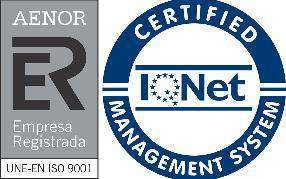 AENOR
ER
Empresa
Registrada
UNE-EN ISO 9001
CERTIFIED
IQNet
MANAGEMENT SYSTEM